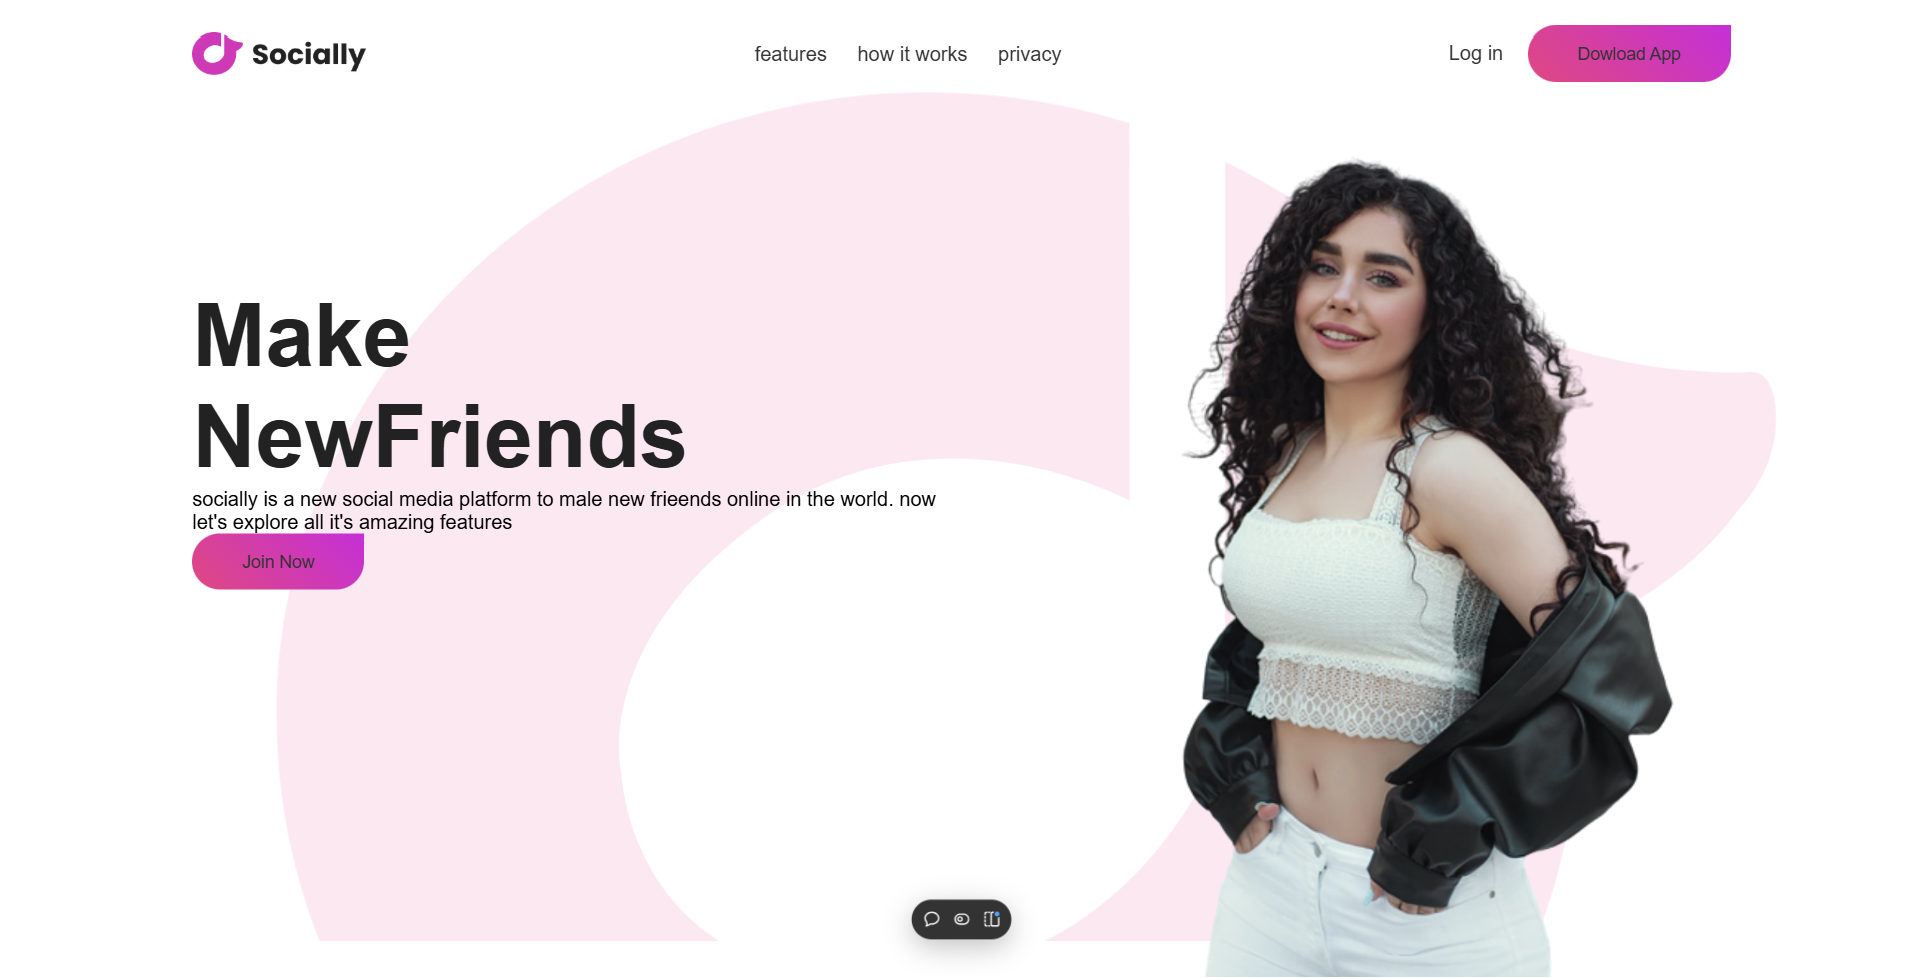 Socially
features how it works privacy
Log in
Dowload App
Make
NewFriends
socially is a new social media platform to male new frieends online in the world. now
let's explore all it's amazing features
Join Now